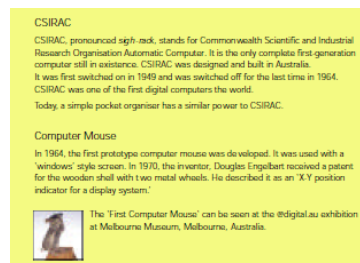 CSIRAC
CSIRAC, pronounced sigh-rack, stands for Commonwealth Scientific and Industrial
Research Organisation Automatic Computer. It is the only complete first-generation
computer still in existence. CSIRAC was designed and built in Australia.
It was first switched on in 1949 and was switched off for the last time in 1964.
CSIRAC was one of the first digital computers the world.
Today, a simple pocket organiser has a similar power to CSIRAC.
Computer Mouse
In 1964, the first prototype computer mouse was developed. It was used with a
'windows' style screen. In 1970, the inventor, Douglas Engelbart received a patent
for the wooden shell with two metal wheels. He described it as an 'X-Y position
indicator for a display system.'
The 'First Computer Mouse' can be seen at the @digital.au exhibition
at Melbourne Museum, Melbourne, Australia.